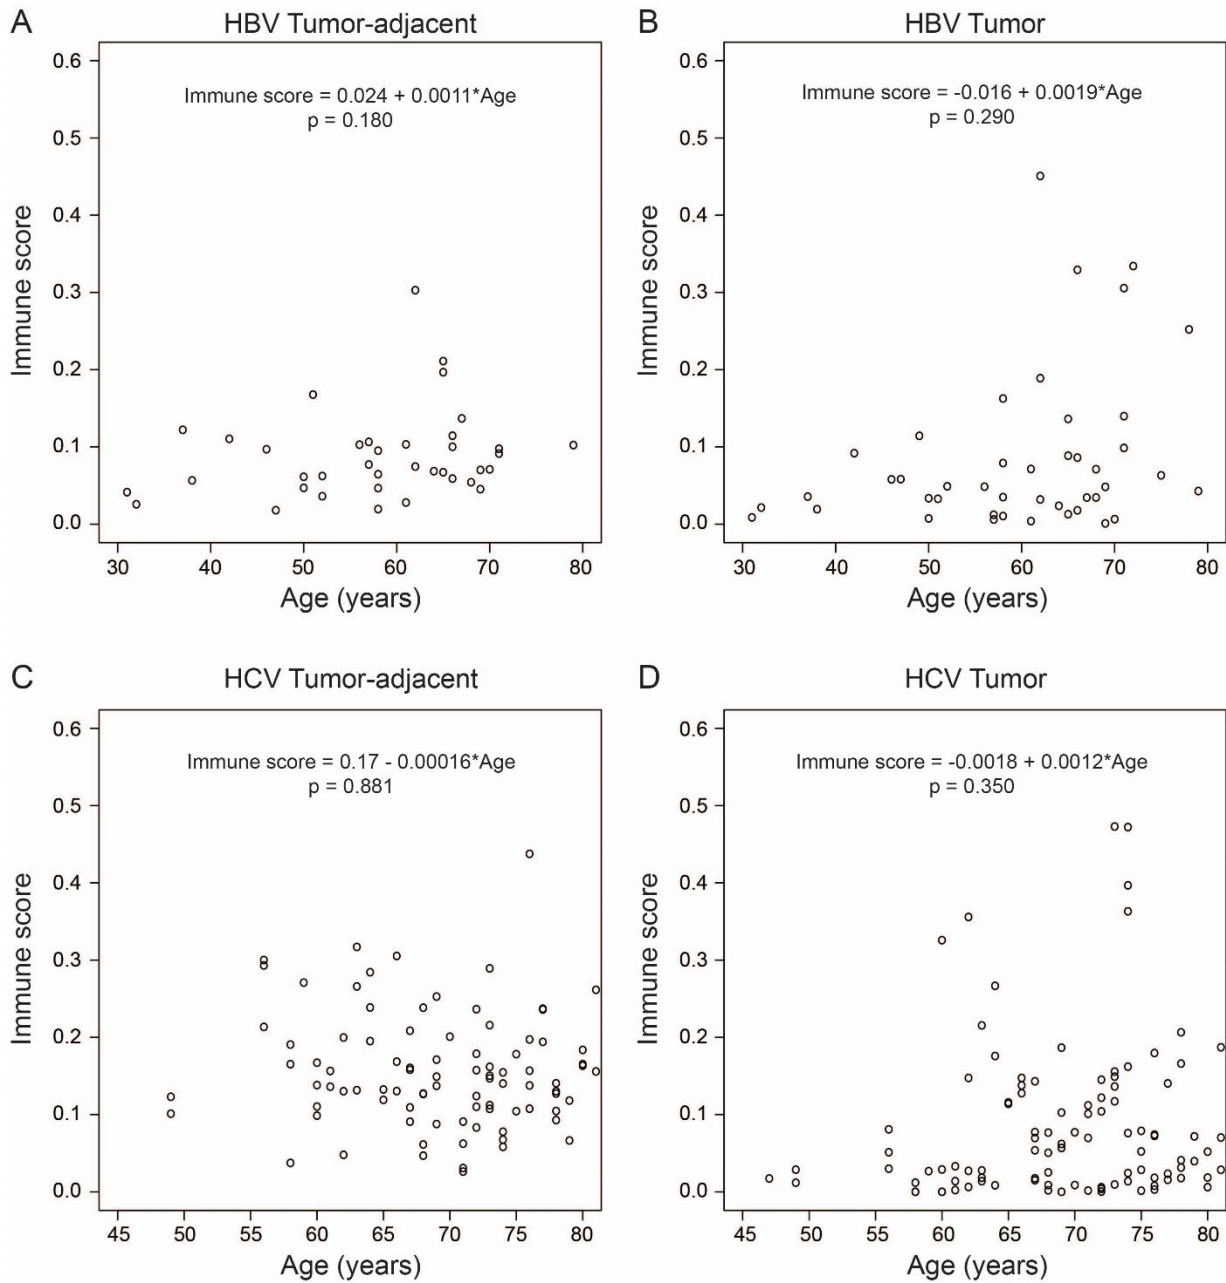 A
HBV Tumor-adjacent
Immune score = 0.024 + 0.0011*Age
p = 0.180
Immune score
0.6
0.5
0.4
0.3
0.2
0.1
0.0
30 40 50 60 70 80
Age (years)
B
HBV Tumor
Immune score = -0.016 + 0.0019*Age
p = 0.290
Immune score
0.6
0.5
0.4
0.3
0.2
0.1
0.0
30 40 50 60 70 80
Age (years)
C
HCV Tumor-adjacent
Immune score = 0.17 - 0.00016*Age
p = 0.881
Immune score
0.6
0.5
0.4
0.3
0.2
0.1
0.0
45 50 55 60 65 70 75 80
Age (years)
D
HCV Tumor
Immune score = -0.0018 + 0.0012*Age
p = 0.350
Immune score
0.6
0.5
0.4
0.3
0.2
0.1
0.0
45 50 55 60 65 70 75 80
Age (years)